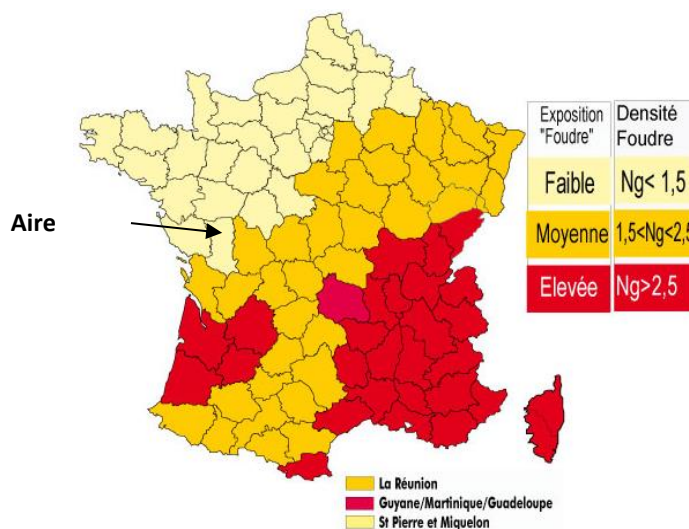 Aire
Exposition Densité
"Foudre" Foudre
Faible Ng< 1,5
Moyenne 1,5<Ng<2,5
Elevée Ng>2,5
La Réunion
Guyane/Martinique/Guadeloupe
St Pierre et Miquelon